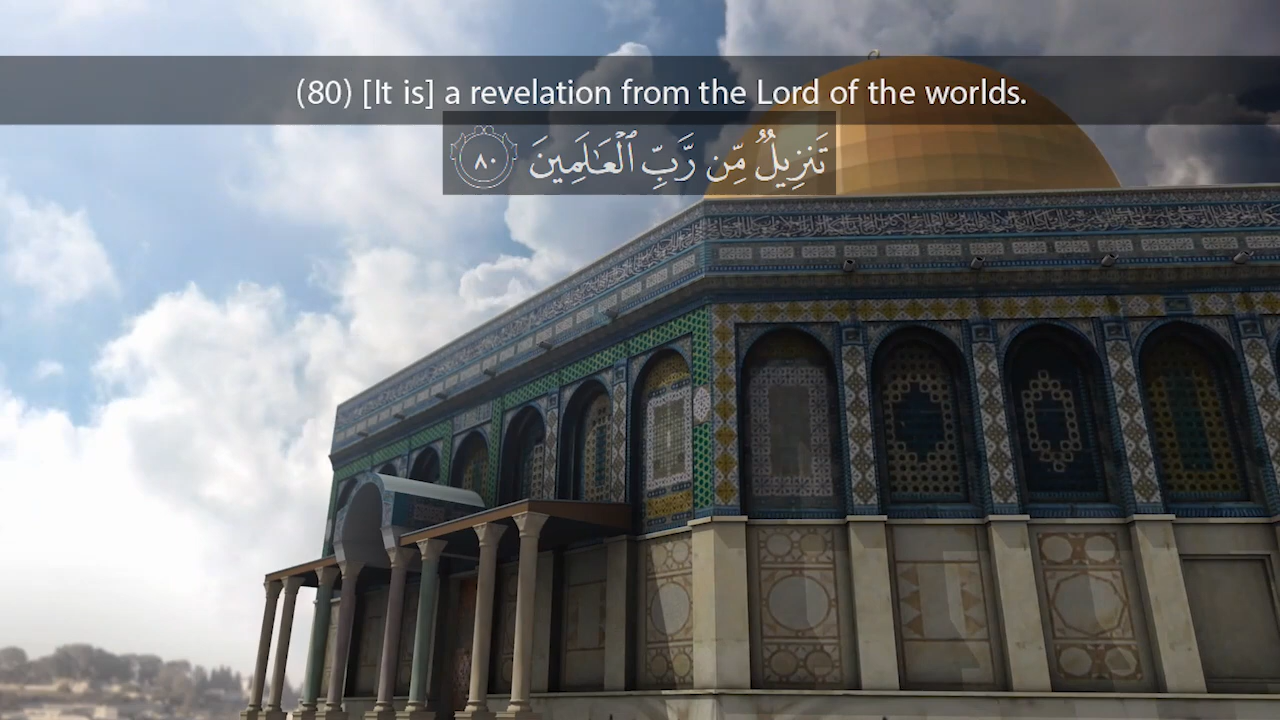 (80) [It is] a revelation from the Lord of the worlds.
تَنزِيلٌ مِّن رَّبِّ ٱلْعَـٰلَمِينَ ٨٠